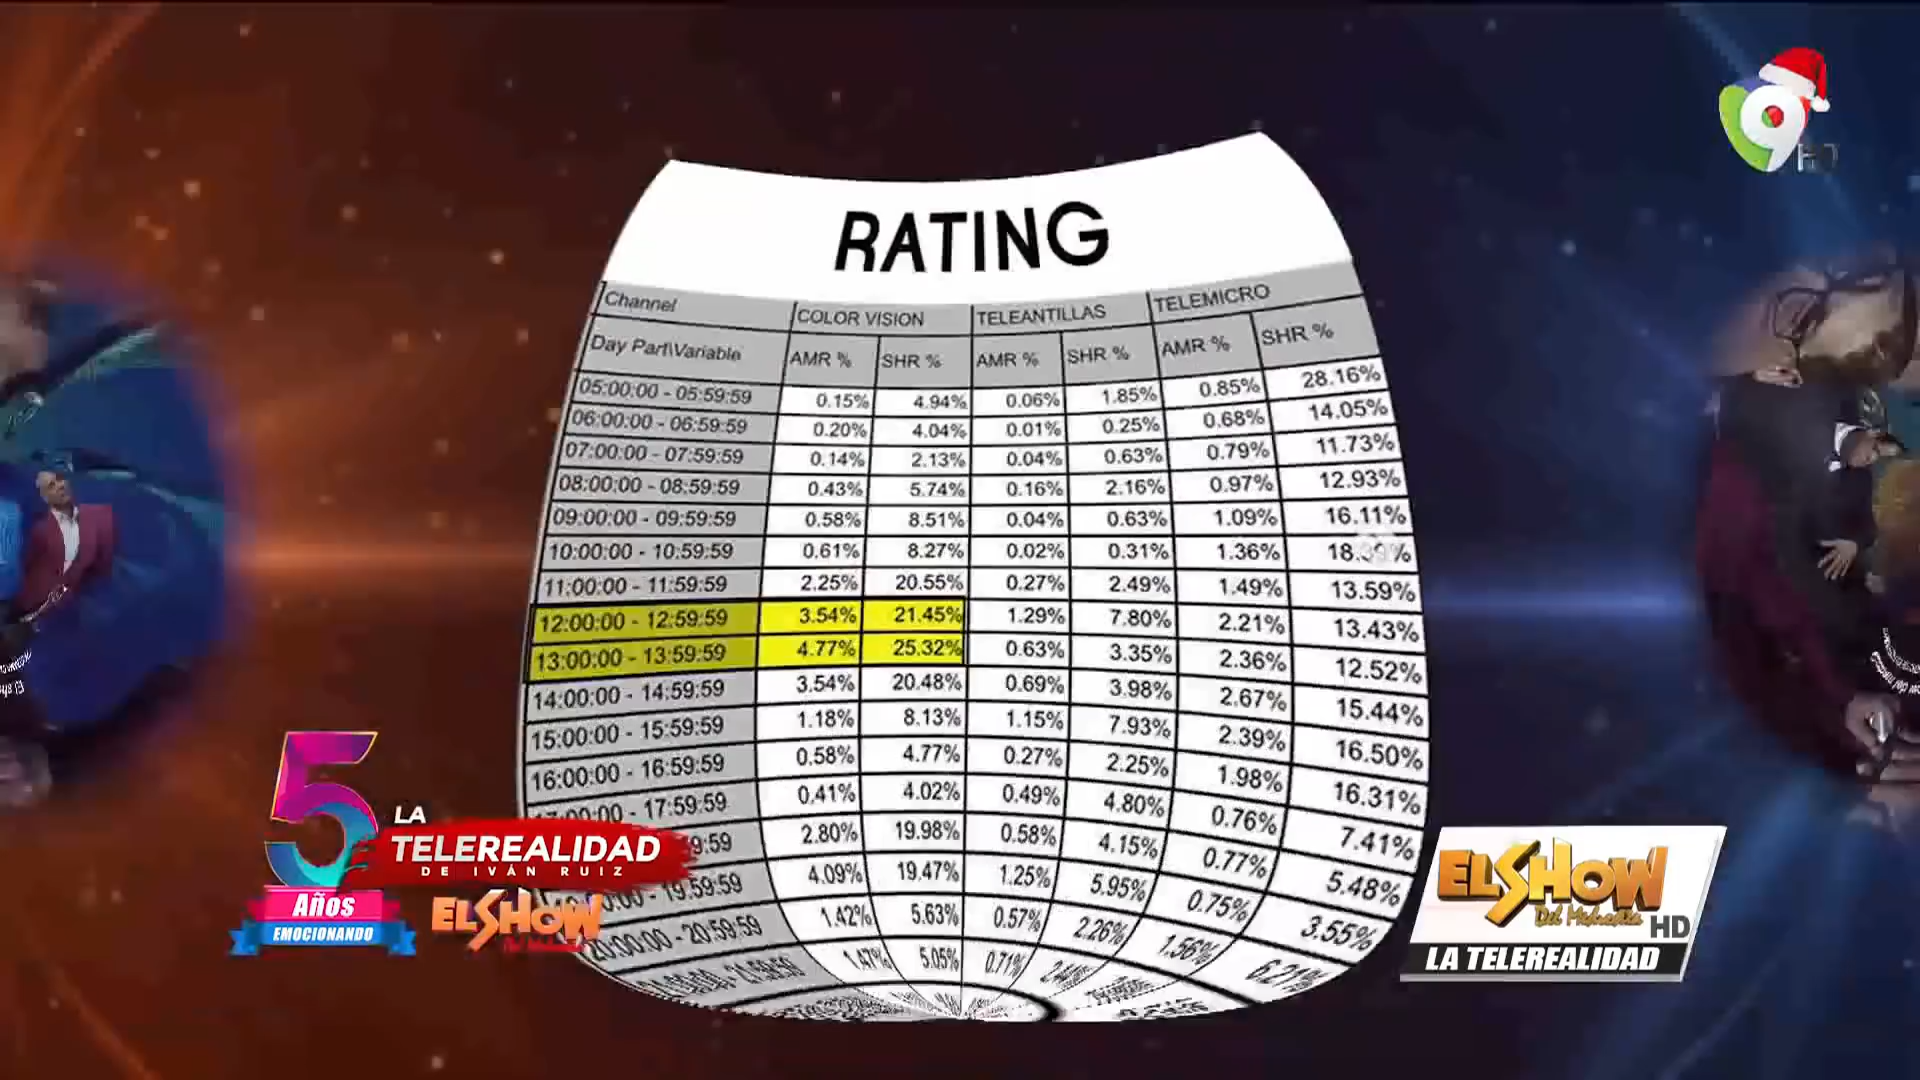 HD
RATING
Channel COLOR VISION TELEANTILLAS TELEMICRO
Day Part\Variable AMR % SHR % AMR % SHR % AMR % SHR %
05:00:00 - 05:59:59 0.15% 4.94% 0.06% 1.85% 0.85% 28.16%
06:00:00 - 06:59:59 0.20% 4.04% 0.01% 0.25% 0.68% 14.05%
07:00:00 - 07:59:59 0.14% 2.13% 0.04% 0.63% 0.79% 11.73%
08:00:00 - 08:59:59 0.43% 5.74% 0.16% 2.16% 0.97% 12.93%
09:00:00 - 09:59:59 0.58% 8.51% 0.04% 0.63% 1.09% 16.11%
10:00:00 - 10:59:59 0.61% 8.27% 0.02% 0.31% 1.36%
11:00:00 - 11:59:59 2.25% 20.55% 0.27% 2.49% 1.49% 13.59%
12:00:00 - 12:59:59 3.54% 21.45% 1.29% 7.80% 2.21% 13.43%
13:00:00 - 13:59:59 4.77% 25.32% 0.63% 3.35% 2.36% 12.52%
14:00:00 - 14:59:59 3.54% 20.48% 0.69% 3.98% 2.67% 15.44%
15:00:00 - 15:59:59 1.18% 8.13% 1.15% 7.93% 2.39% 16.50%
16:00:00 - 16:59:59 0.58% 4.77% 0.27% 2.25% 1.98% 16.31%
- 17:59:59 0.41% 4.02% 0.49% 4.80% 0.76% 7.41%
2.80% 19.98% 0.58% 4.15% 0.77% 5.48%
- 19:59:59 4.09% 19.47% 1.25% 5.95% 0.75% 3.55%
20:00:00 - 20:59:59 1.42% 5.63% 0.57% 2.26% 1.56%
1.47% 5.05% 0.71%
5
Años
EMOCIONANDO
LA
TELEREALIDAD
DE IVÁN RUIZ
EL SHOW
Del Mediodía
EL SHOW
Del Mediodía HD
LA TELEREALIDAD